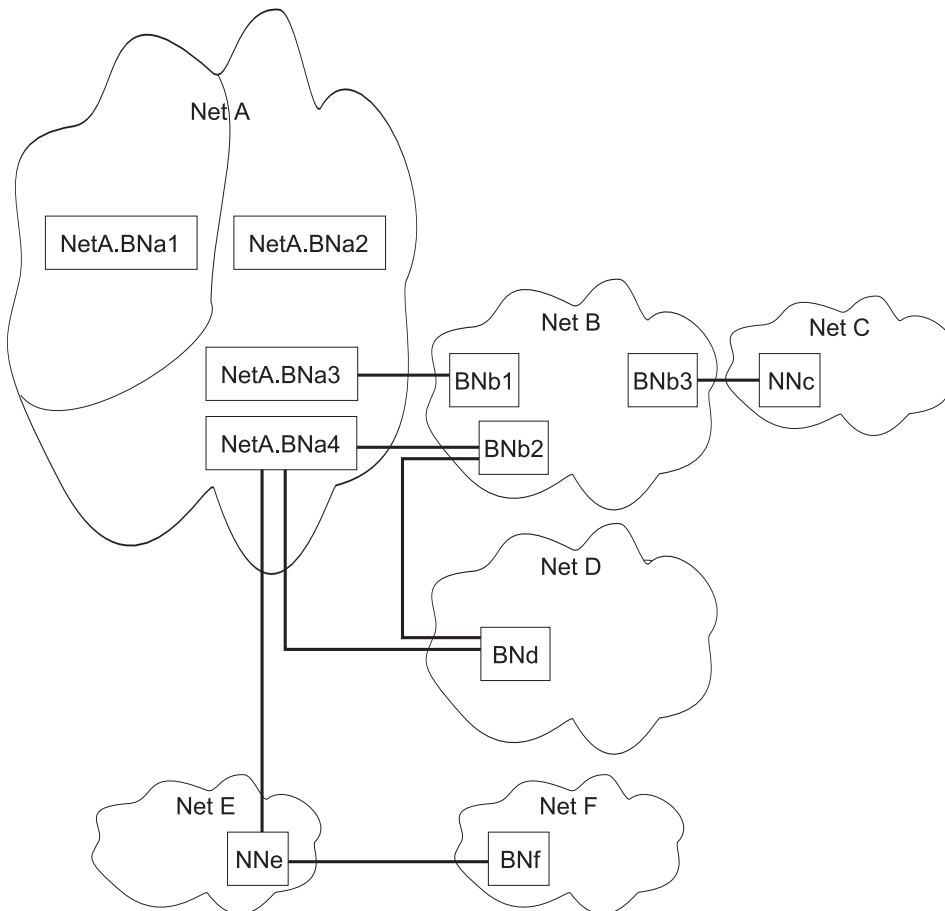 Net A
NetA.BNa1
NetA.BNa2
Net B
Net C
NetA.BNa3
BNb1
BNb3
NNc
NetA.BNa4
BNb2
Net D
BNd
Net E
Net F
NNe
BNf